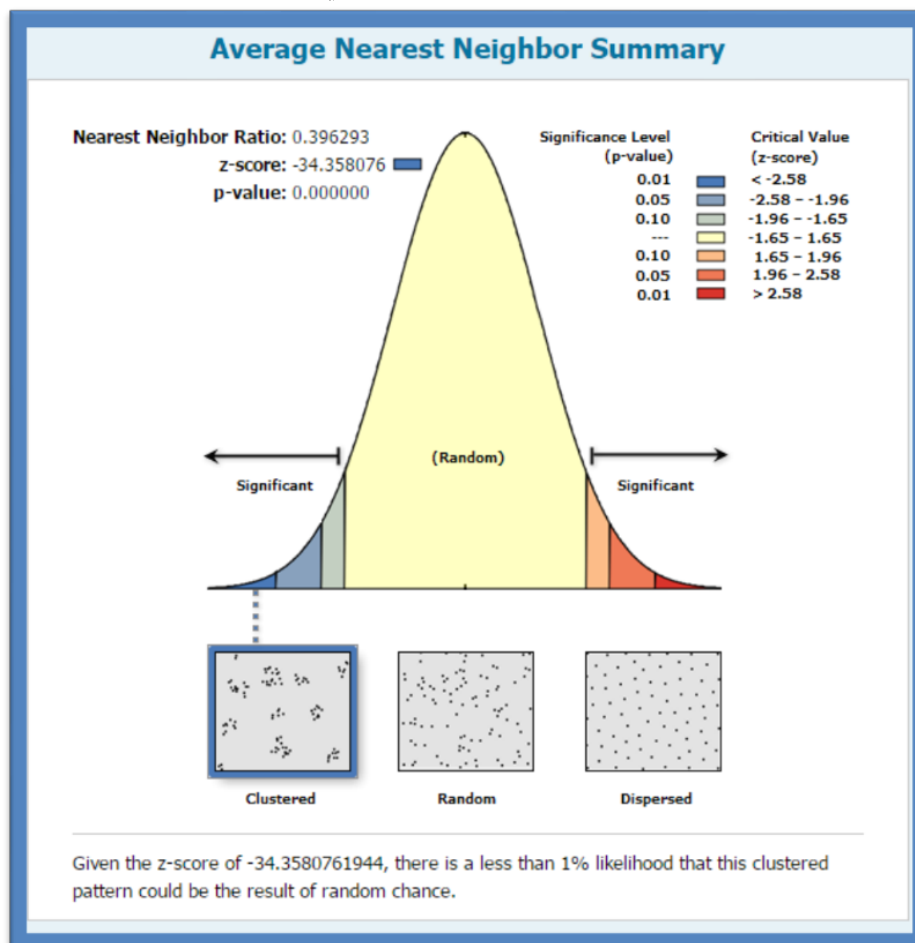 Average Nearest Neighbor Summary
Nearest Neighbor Ratio: 0.396293
z-score: -34.358076
p-value: 0.000000
Significance Level Critical Value
(p-value) (z-score)
0.01 < -2.58
0.05 -2.58 – -1.96
0.10 -1.96 – -1.65
--- -1.65 – 1.65
0.10 1.65 – 1.96
0.05 1.96 – 2.58
0.01 > 2.58
(Random)
Significant Significant
Clustered Random Dispersed
Given the z-score of -34.3580761944, there is a less than 1% likelihood that this clustered
pattern could be the result of random chance.